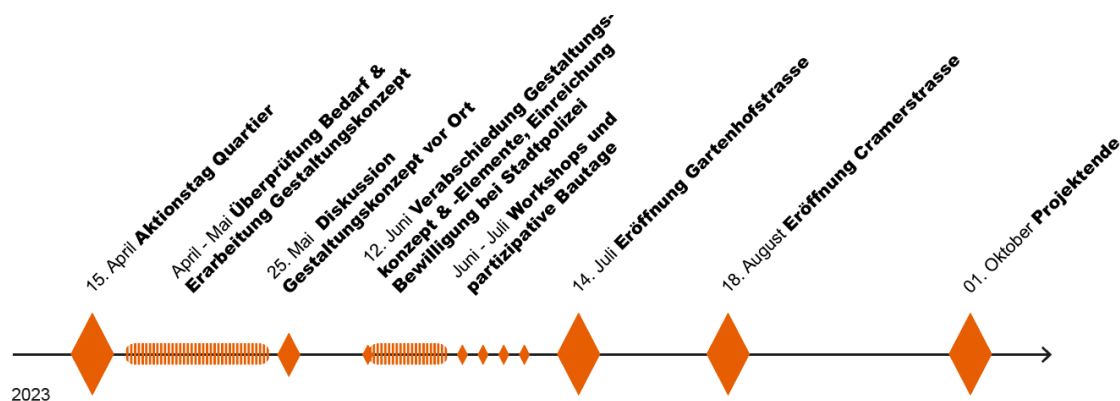 15. April Aktionstag Quartier
April - Mai Überprüfung Bedarf &
Erarbeitung Gestaltungskonzept
25. Mai Diskussion
Gestaltungskonzept vor Ort
12. Juni Verabschiedung Gestaltungs-
konzept & -Elemente, Einreichung
Bewilligung bei Stadtpolizei
Juni - Juli Workshops und
partizipative Bautage
14. Juli Eröffnung Gartenhofstrasse
18. August Eröffnung Cramerstrasse
01. Oktober Projektende
2023